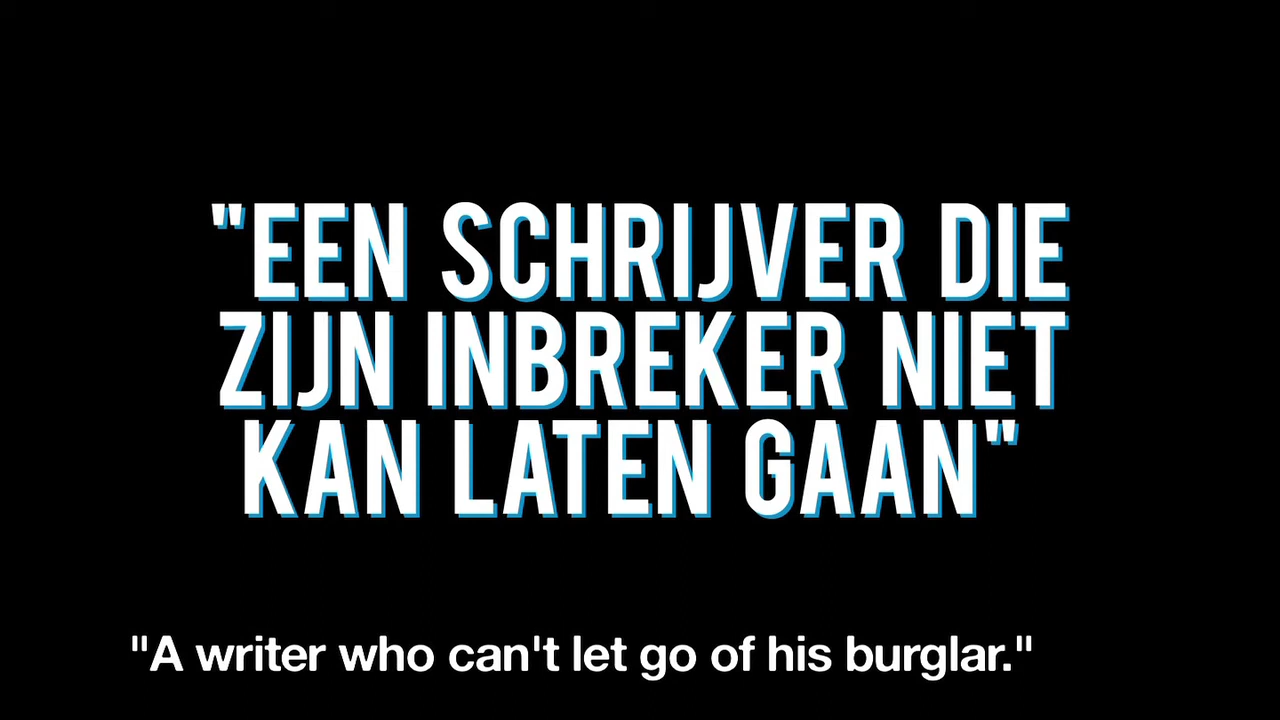 "EEN SCHRIJVER DIE
ZIJN INBREKER NIET
KAN LATEN GAAN"
"A writer who can't let go of his burglar."